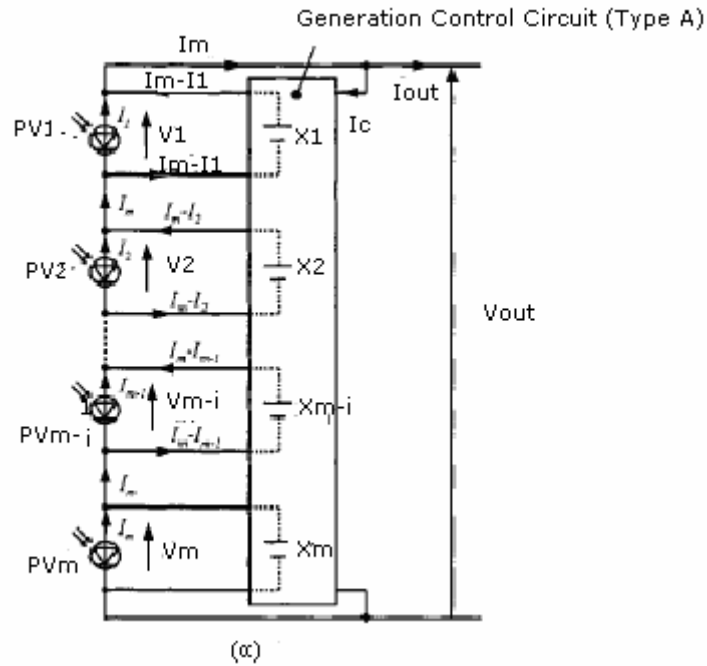 Generation Control Circuit (Type A)
Im
Im-I1
Iout
I1
Ic
PV1
V1
X1
Im-I1
Im
Im-I2
I2
PV2
V2
X2
Im-I2
Vout
Im-Im-1
Im-1
Vm-i
Xm-i
PVm-i
Im-Im-1
Im
Im
Vm
Xm
PVm
(α)